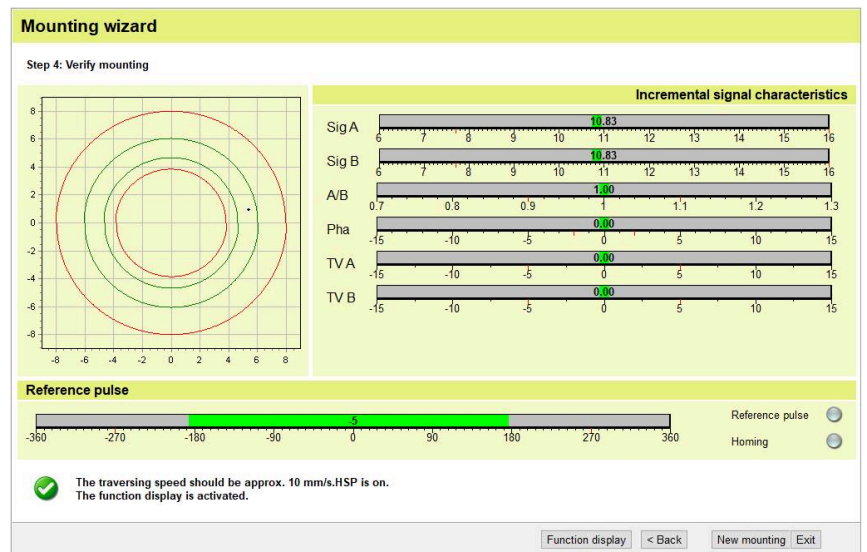 Mounting wizard
Step 4: Verify mounting
Incremental signal characteristics
8
6
4
2
0
-2
-4
-6
-8
-8 -6 -4 -2 0 2 4 6 8
Sig A
10.83
6 7 8 9 10 11 12 13 14 15 16
Sig B
10.83
6 7 8 9 10 11 12 13 14 15 16
A/B
1.00
0.7 0.8 0.9 1 1.1 1.2 1.3
Pha
0.00
-15 -10 -5 0 5 10 15
TV A
0.00
-15 -10 -5 0 5 10 15
TV B
0.00
-15 -10 -5 0 5 10 15
Reference pulse
-5
-360 -270 -180 -90 0 90 180 270 360
Reference pulse
Homing
The traversing speed should be approx. 10 mm/s.HSP is on.
The function display is activated.
Function display < Back New mounting Exit